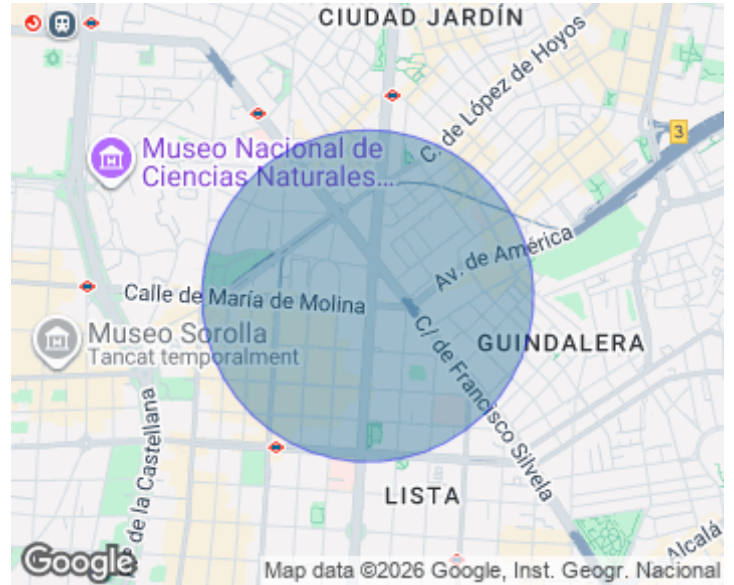 CIUDAD JARDÍN
C. de López de Hoyos
3
Museo Nacional de
Ciencias Naturales...
Av. de América
Calle de María de Molina
Museo Sorolla
Tancat temporalment
GUINDALERA
C/ de Francisco Silvela
de la Castellana
LISTA
Alcalá
Google
Map data ©2026 Google, Inst. Geogr. Nacional